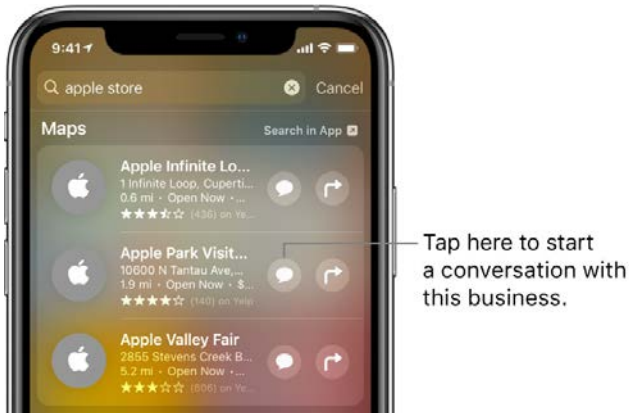 9:41
apple store
Cancel
Maps
Search in App
Apple Infinite Lo...
1 Infinite Loop, Cuperti...
0.6 mi · Open Now ·...
(436) on Ye...
Apple Park Visit...
10600 N Tantau Ave,...
1.9 mi · Open Now · $...
(140) on Yelp
Tap here to start
a conversation with
this business.
Apple Valley Fair
2855 Stevens Creek B...
5.2 mi · Open Now ·...
(606) on Ye...